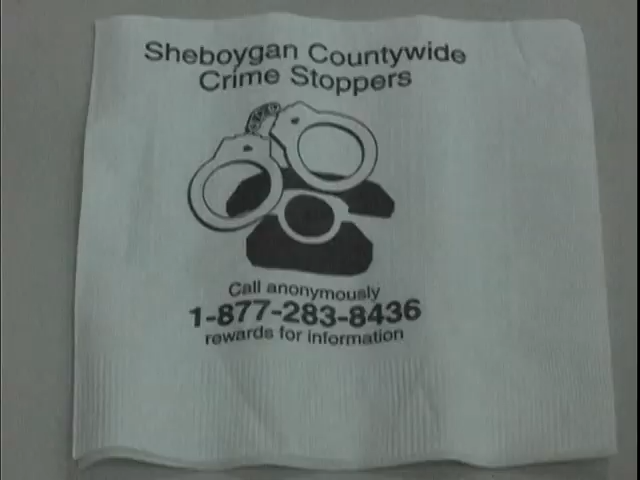 Sheboygan Countywide
Crime Stoppers
Call anonymously
1-877-283-8436
rewards for information